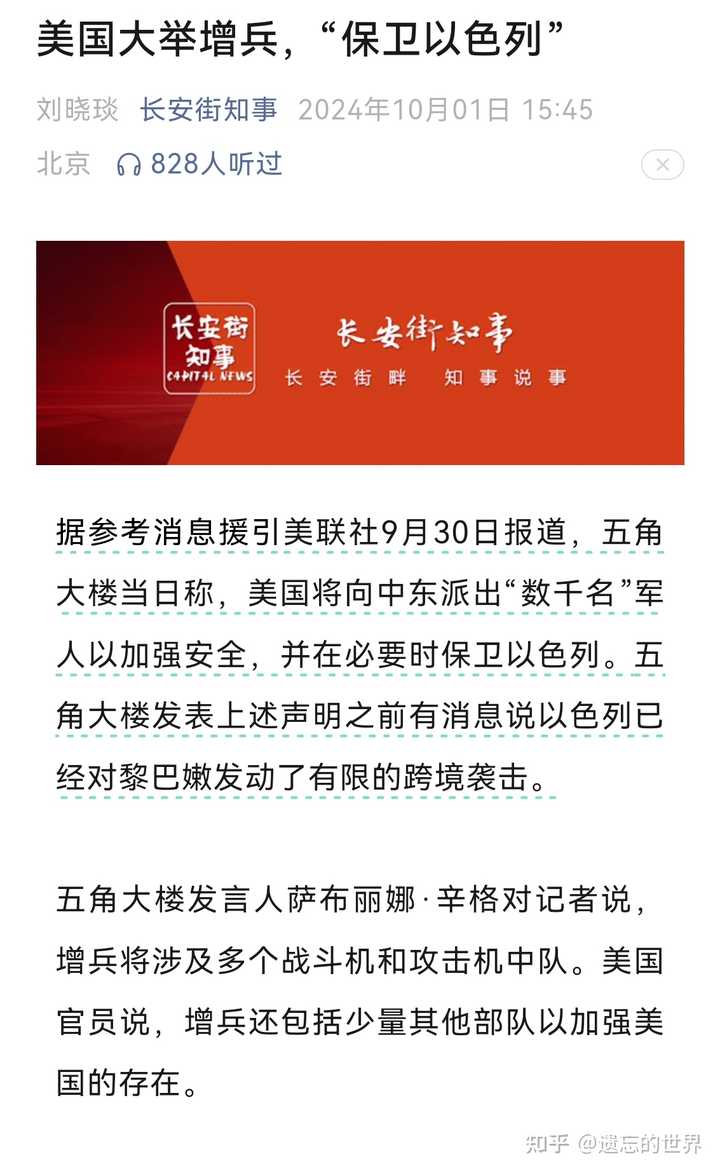 美国大举增兵，“保卫以色列”
刘晓琰 长安街知事 2024年10月01日 15:45
北京 828人听过
长安街
知事
CAPITAL NEWS
长安街知事
长安街畔 知事说事
据参考消息援引美联社9月30日报道，五角
大楼当日称，美国将向中东派出“数千名”军
人以加强安全，并在必要时保卫以色列。五
角大楼发表上述声明之前有消息说以色列已
经对黎巴嫩发动了有限的跨境袭击。
五角大楼发言人萨布丽娜·辛格对记者说，
增兵将涉及多个战斗机和攻击机中队。美国
官员说，增兵还包括少量其他部队以加强美
国的存在。
知乎 @遗忘的世界